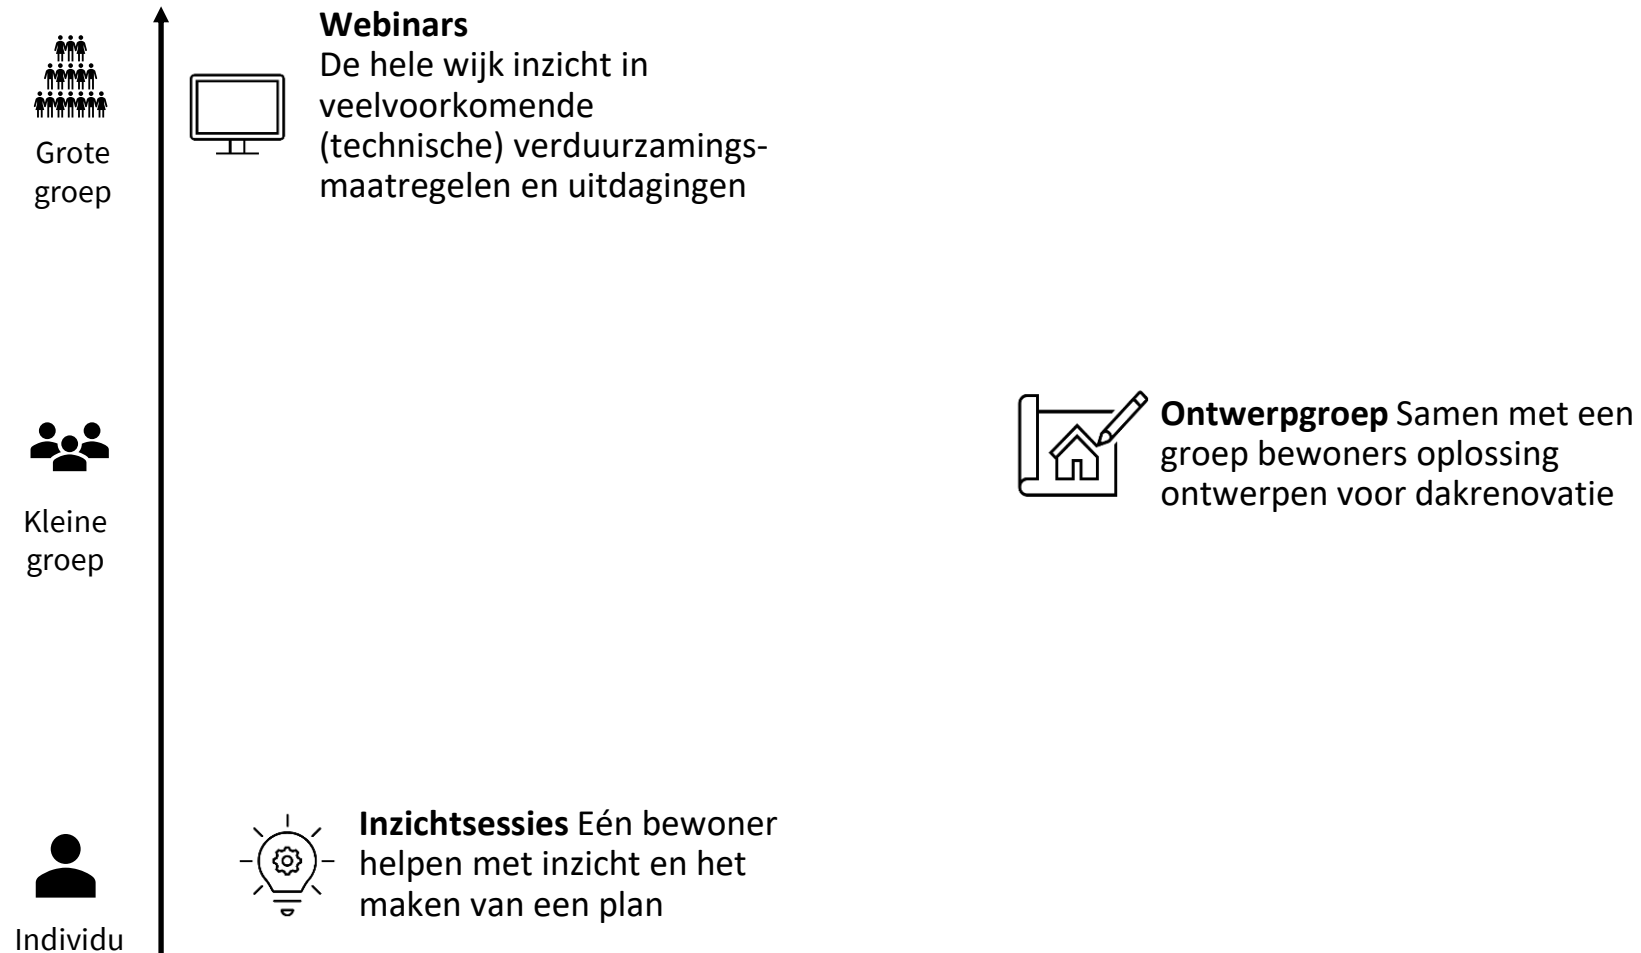 Webinars
De hele wijk inzicht in
veelvoorkomende
(technische) verduurzamings-
maatregelen en uitdagingen
Grote
groep
Ontwerpgroep Samen met een
groep bewoners oplossing
ontwerpen voor dakrenovatie
Kleine
groep
Inzichtsessies Eén bewoner
helpen met inzicht en het
maken van een plan
Individu